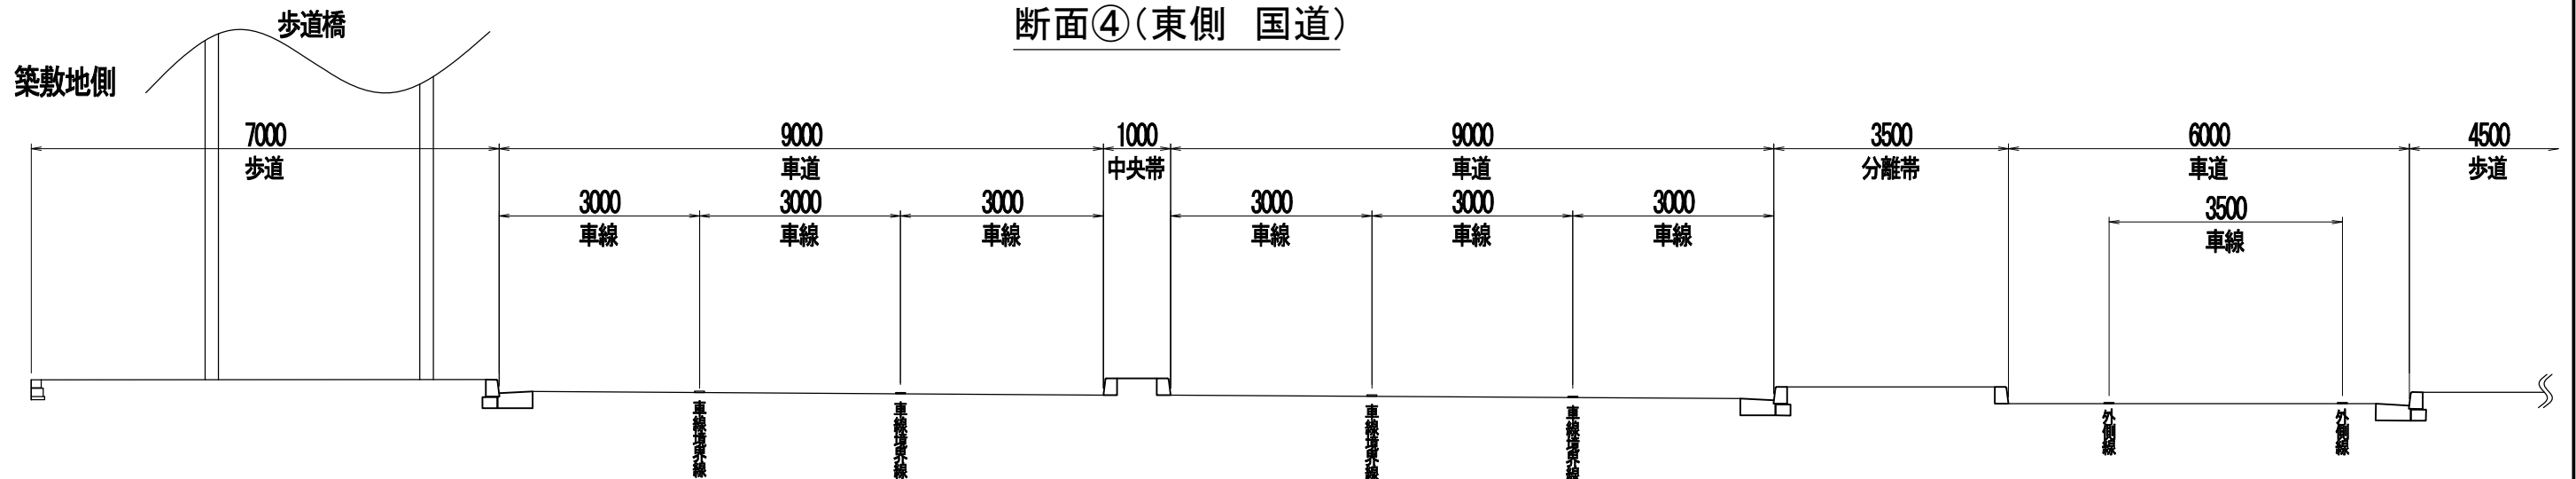 断面④(東側　国道)
歩道橋
築敷地側
7000
歩道
9000
車道
1000
中央帯
9000
車道
3500
分離帯
6000
車道
4500
歩道
3000
車線
3000
車線
3000
車線
3000
車線
3000
車線
3000
車線
3500
車線
車線境界線
車線境界線
車線境界線
車線境界線
外側線
外側線